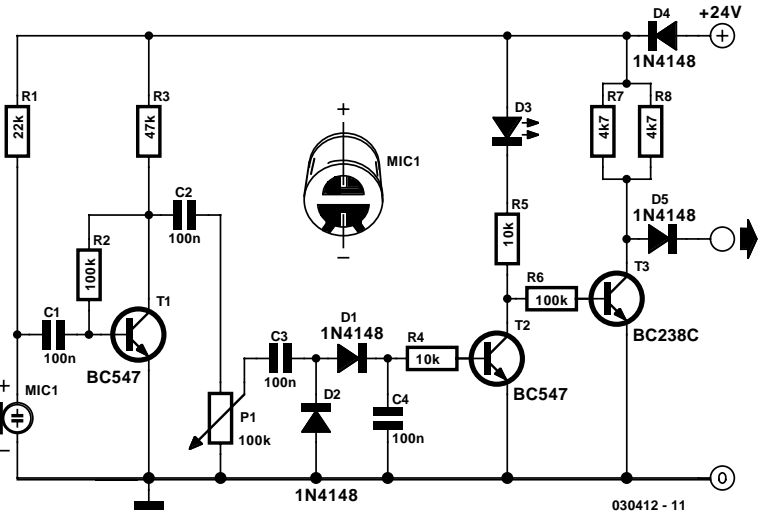 D4
+24V
+
1N4148
R1
22k
R3
47k
D3
R7
4k7
R8
4k7
+
MIC1
−
C2
100n
R2
100k
R5
10k
D5
1N4148
T3
R6
100k
BC238C
C1
100n
T1
BC547
D1
1N4148
C3
100n
R4
10k
T2
BC547
+
MIC1
−
P1
100k
D2
C4
100n
1N4148
0
030412 - 11